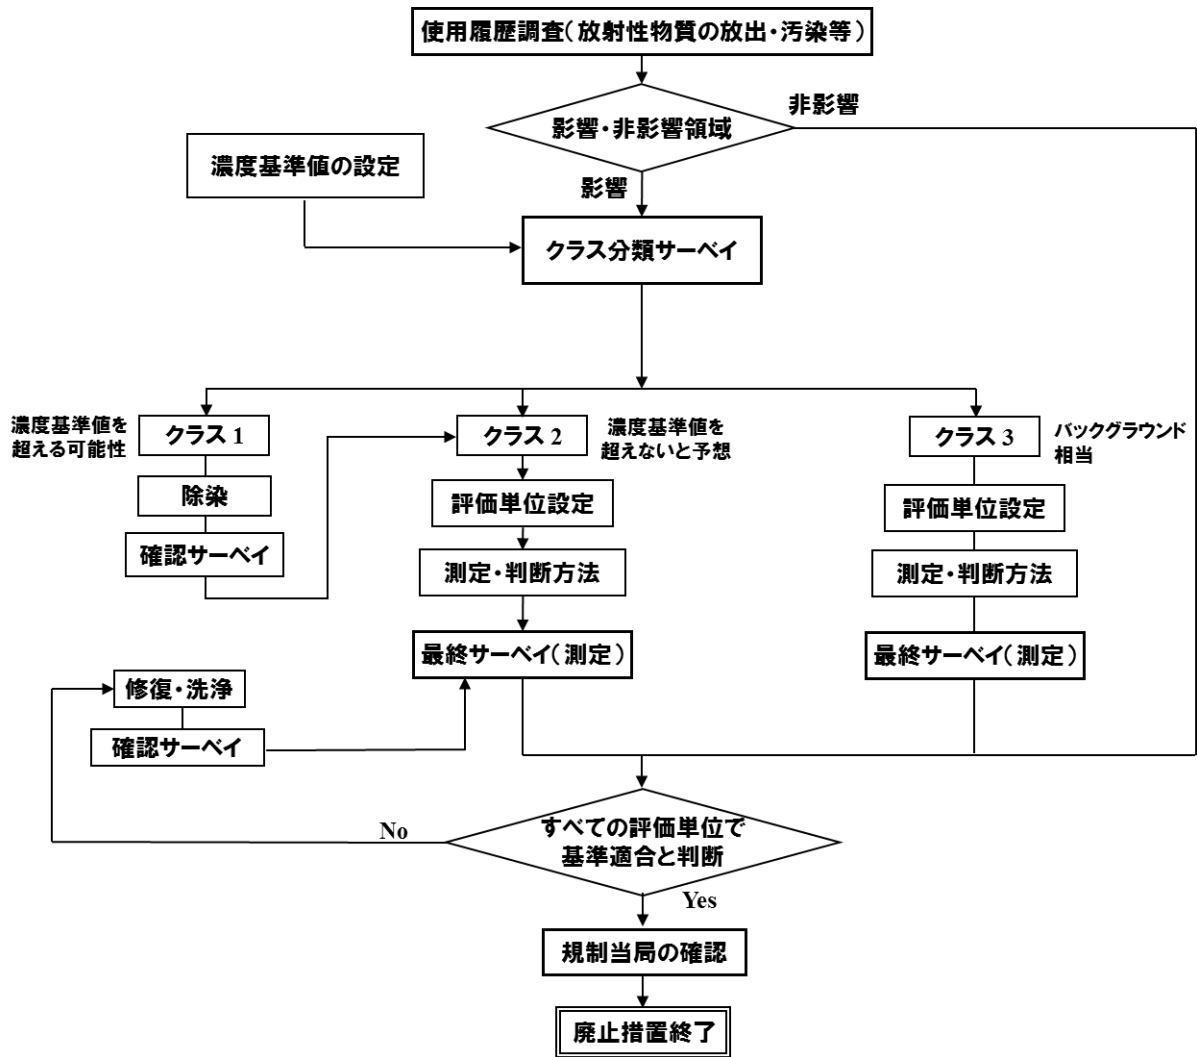 使用履歴調査(放射性物質の放出・汚染等)
非影響
影響・非影響領域
濃度基準値の設定
影響
クラス分類サーベイ
濃度基準値を
超える可能性
クラス 1
クラス 2
濃度基準値を
超えないと予想
クラス 3
バックグラウンド
相当
除染
確認サーベイ
評価単位設定
測定・判断方法
最終サーベイ(測定)
評価単位設定
測定・判断方法
最終サーベイ(測定)
修復・洗浄
確認サーベイ
No
すべての評価単位で
基準適合と判断
Yes
規制当局の確認
廃止措置終了